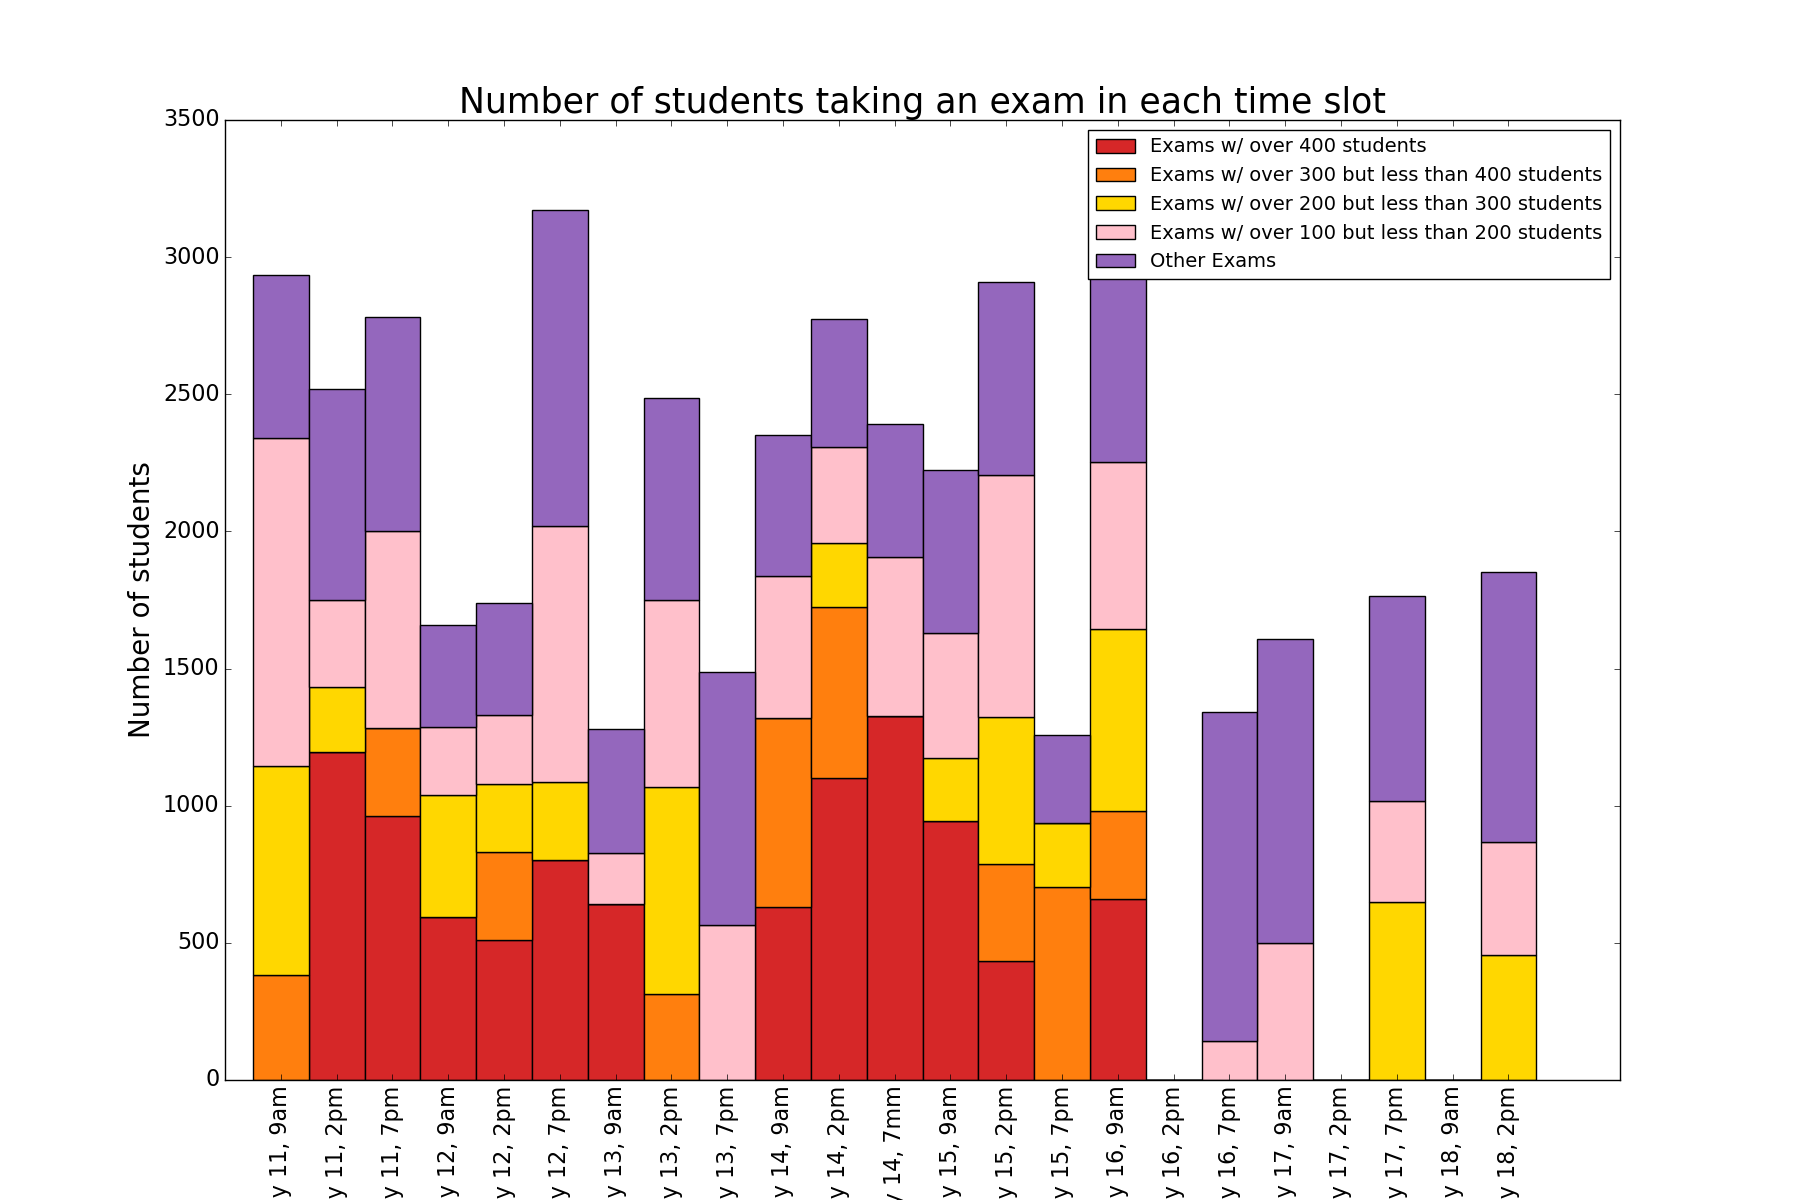 Number of students taking an exam in each time slot
Exams w/ over 400 students
Exams w/ over 300 but less than 400 students
Exams w/ over 200 but less than 300 students
Exams w/ over 100 but less than 200 students
Other Exams
Number of students
3500
3000
2500
2000
1500
1000
500
0
y 11, 9am
y 11, 2pm
y 11, 7pm
y 12, 9am
y 12, 2pm
y 12, 7pm
y 13, 9am
y 13, 2pm
y 13, 7pm
y 14, 9am
y 14, 2pm
y 14, 7mm
y 15, 9am
y 15, 2pm
y 15, 7pm
y 16, 9am
y 16, 2pm
y 16, 7pm
y 17, 9am
y 17, 2pm
y 17, 7pm
y 18, 9am
y 18, 2pm